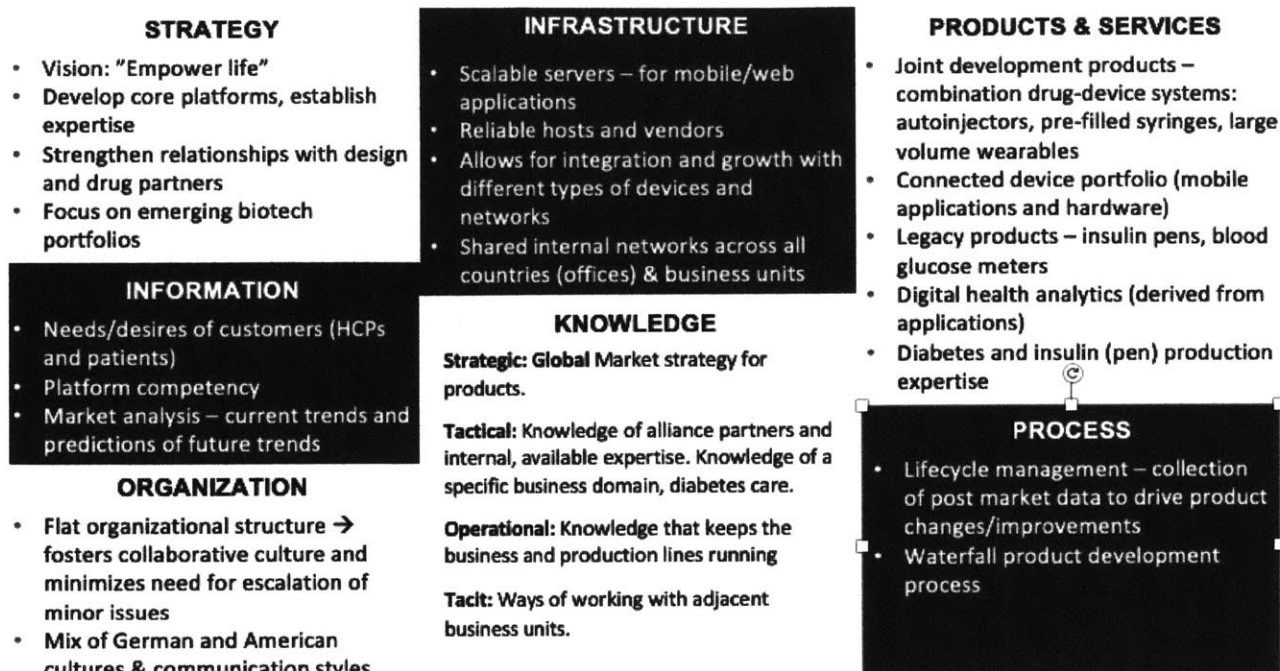 STRATEGY
• Vision: "Empower life"
• Develop core platforms, establish
expertise
• Strengthen relationships with design
and drug partners
• Focus on emerging biotech
portfolios
INFORMATION
• Needs/desires of customers (HCPs
and patients)
• Platform competency
• Market analysis – current trends and
predictions of future trends
ORGANIZATION
• Flat organizational structure →
fosters collaborative culture and
minimizes need for escalation of
minor issues
• Mix of German and American
cultures & communication styles
INFRASTRUCTURE
• Scalable servers – for mobile/web
applications
• Reliable hosts and vendors
• Allows for integration and growth with
different types of devices and
networks
• Shared internal networks across all
countries (offices) & business units
KNOWLEDGE
Strategic: Global Market strategy for
products.
Tactical: Knowledge of alliance partners and
internal, available expertise. Knowledge of a
specific business domain, diabetes care.
Operational: Knowledge that keeps the
business and production lines running
Tacit: Ways of working with adjacent
business units.
PRODUCTS & SERVICES
• Joint development products –
combination drug-device systems:
autoinjectors, pre-filled syringes, large
volume wearables
• Connected device portfolio (mobile
applications and hardware)
• Legacy products – insulin pens, blood
glucose meters
• Digital health analytics (derived from
applications)
• Diabetes and insulin (pen) production
expertise
PROCESS
• Lifecycle management – collection
of post market data to drive product
changes/improvements
• Waterfall product development
process